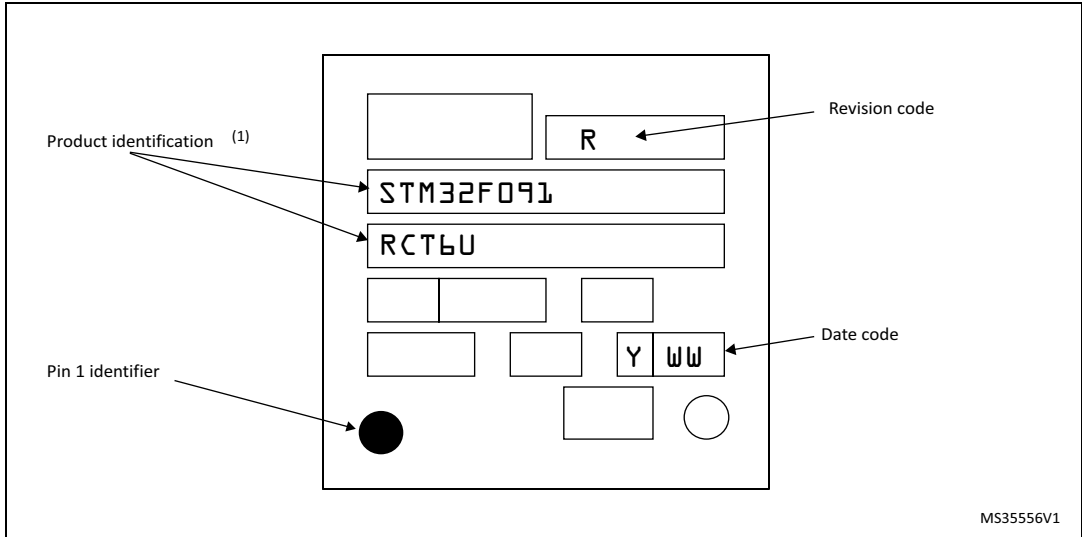 Revision code
R
Product identification (1)
STM32F091
RCT6U
Date code
Y WW
Pin 1 identifier
MS35556V1